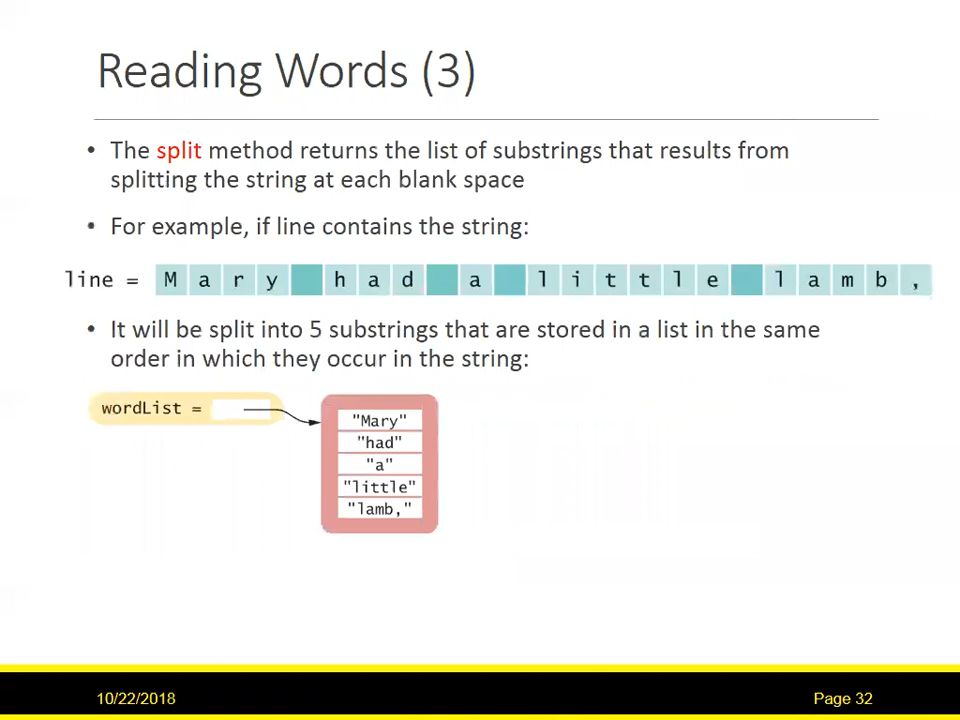 Reading Words (3)
• The split method returns the list of substrings that results from
splitting the string at each blank space
• For example, if line contains the string:
line = M a r y h a d a l i t t l e l a m b ,
• It will be split into 5 substrings that are stored in a list in the same
order in which they occur in the string:
wordList =
"Mary"
"had"
"a"
"little"
"lamb,"
10/22/2018
Page 32